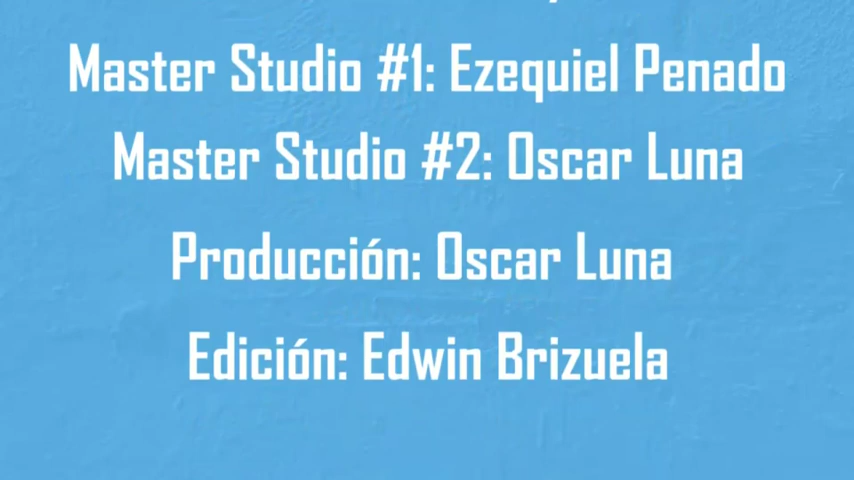 Master Studio #1: Ezequiel Penado
Master Studio #2: Oscar Luna
Producción: Oscar Luna
Edición: Edwin Brizuela